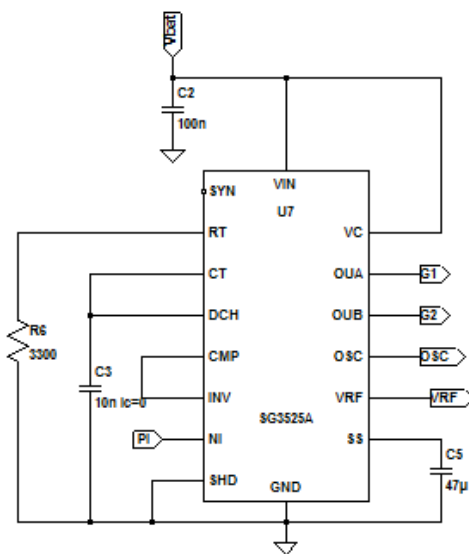 Vbat
C2
100n
SYN
VIN
U7
RT
VC
CT
OUA
G1
DCH
OUB
G2
R6
3300
CMP
OSC
OSC
C3
10n Ic=0
INV
VRF
VRF
SG3525A
PI
NI
SS
C5
47µ
SHD
GND